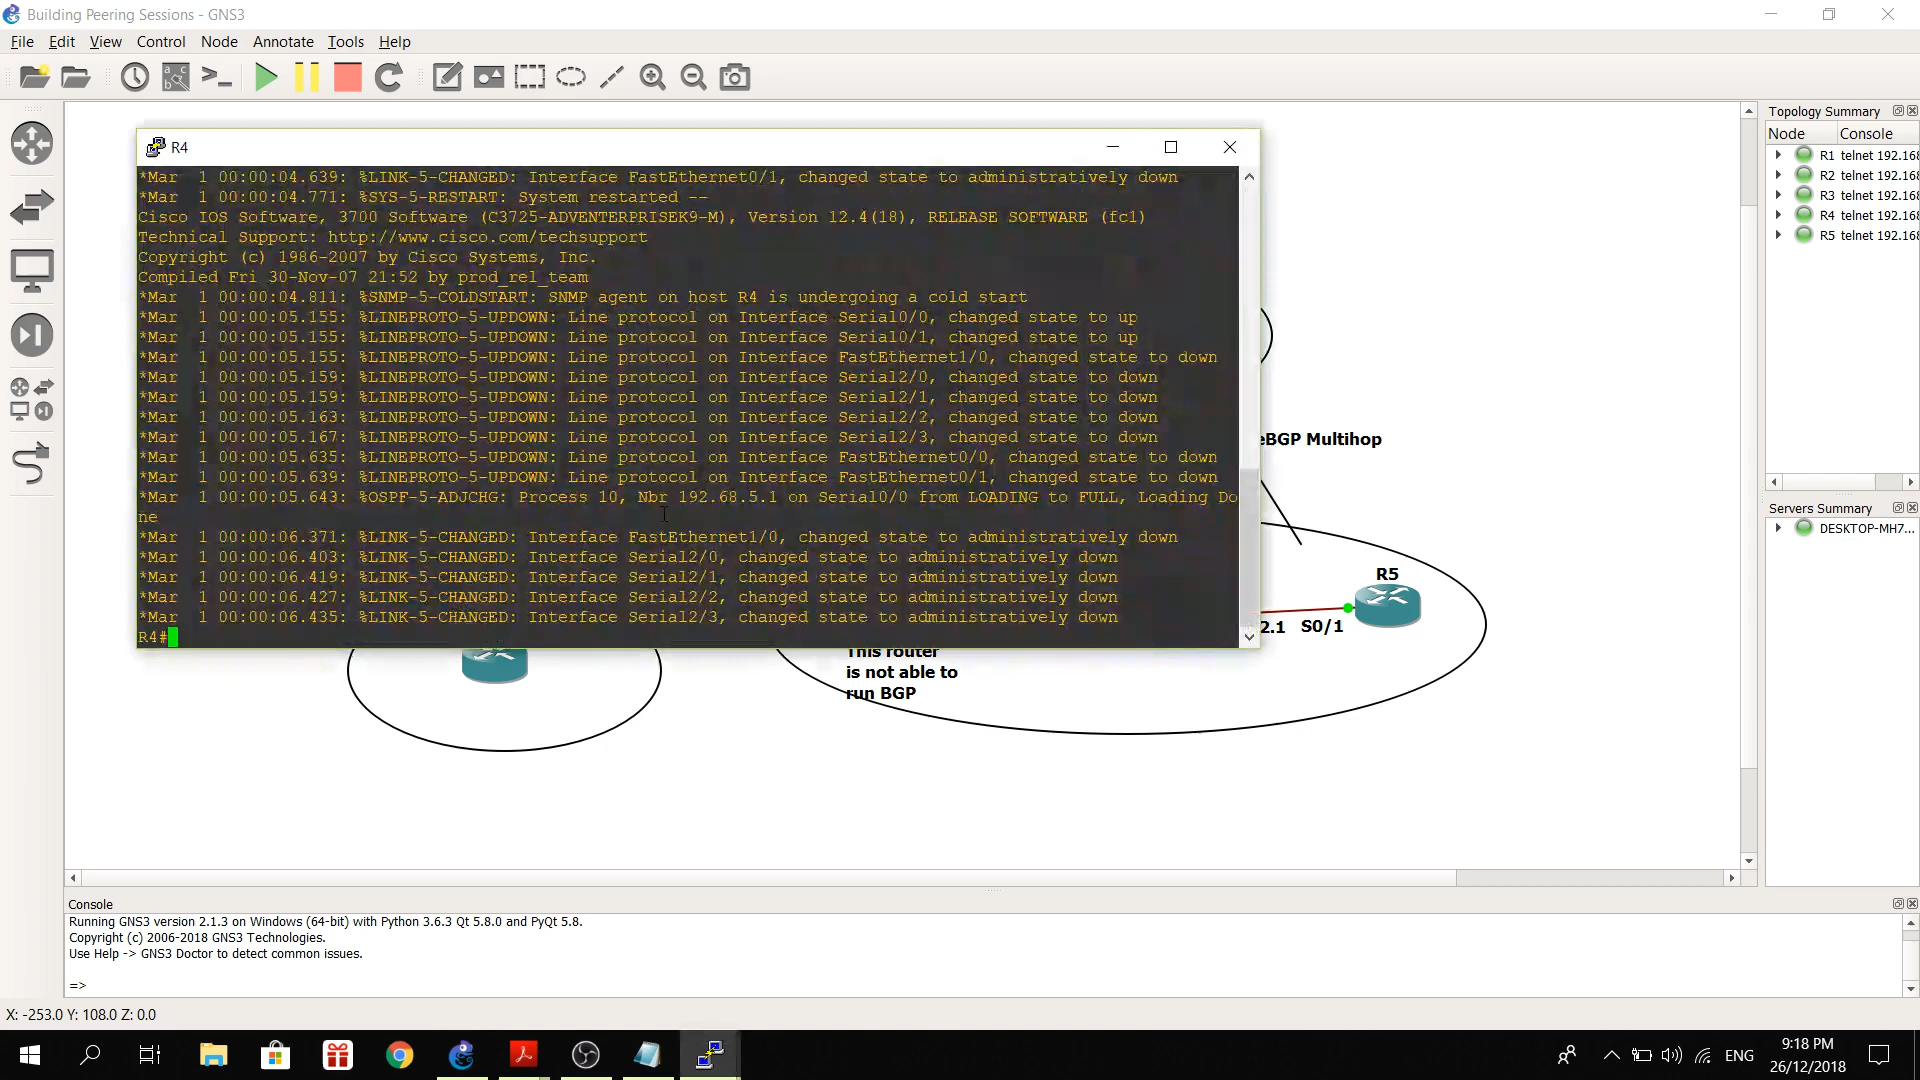 Building Peering Sessions - GNS3
File Edit View Control Node Annotate Tools Help
R4
*Mar  1 00:00:04.639: %LINK-5-CHANGED: Interface FastEthernet0/1, changed state to administratively down
*Mar  1 00:00:04.771: %SYS-5-RESTART: System restarted --
Cisco IOS Software, 3700 Software (C3725-ADVENTERPRISEK9-M), Version 12.4(18), RELEASE SOFTWARE (fc1)
Technical Support: http://www.cisco.com/techsupport
Copyright (c) 1986-2007 by Cisco Systems, Inc.
Compiled Fri 30-Nov-07 21:52 by prod_rel_team
*Mar  1 00:00:04.811: %SNMP-5-COLDSTART: SNMP agent on host R4 is undergoing a cold start
*Mar  1 00:00:05.155: %LINEPROTO-5-UPDOWN: Line protocol on Interface Serial0/0, changed state to up
*Mar  1 00:00:05.155: %LINEPROTO-5-UPDOWN: Line protocol on Interface Serial0/1, changed state to up
*Mar  1 00:00:05.155: %LINEPROTO-5-UPDOWN: Line protocol on Interface FastEthernet1/0, changed state to down
*Mar  1 00:00:05.159: %LINEPROTO-5-UPDOWN: Line protocol on Interface Serial2/0, changed state to down
*Mar  1 00:00:05.159: %LINEPROTO-5-UPDOWN: Line protocol on Interface Serial2/1, changed state to down
*Mar  1 00:00:05.163: %LINEPROTO-5-UPDOWN: Line protocol on Interface Serial2/2, changed state to down
*Mar  1 00:00:05.167: %LINEPROTO-5-UPDOWN: Line protocol on Interface Serial2/3, changed state to down
*Mar  1 00:00:05.635: %LINEPROTO-5-UPDOWN: Line protocol on Interface FastEthernet0/0, changed state to down
*Mar  1 00:00:05.639: %LINEPROTO-5-UPDOWN: Line protocol on Interface FastEthernet0/1, changed state to down
*Mar  1 00:00:05.643: %OSPF-5-ADJCHG: Process 10, Nbr 192.68.5.1 on Serial0/0 from LOADING to FULL, Loading Do
ne
*Mar  1 00:00:06.371: %LINK-5-CHANGED: Interface FastEthernet1/0, changed state to administratively down
*Mar  1 00:00:06.403: %LINK-5-CHANGED: Interface Serial2/0, changed state to administratively down
*Mar  1 00:00:06.419: %LINK-5-CHANGED: Interface Serial2/1, changed state to administratively down
*Mar  1 00:00:06.427: %LINK-5-CHANGED: Interface Serial2/2, changed state to administratively down
*Mar  1 00:00:06.435: %LINK-5-CHANGED: Interface Serial2/3, changed state to administratively down
R4#
eBGP Multihop
R5
2.1 S0/1
This router
is not able to
run BGP
Topology Summary
Node Console
R1 telnet 192.168
R2 telnet 192.168
R3 telnet 192.168
R4 telnet 192.168
R5 telnet 192.168
Servers Summary
DESKTOP-MH7...
Console
Running GNS3 version 2.1.3 on Windows (64-bit) with Python 3.6.3 Qt 5.8.0 and PyQt 5.8.
Copyright (c) 2006-2018 GNS3 Technologies.
Use Help -> GNS3 Doctor to detect common issues.
=>
X: -253.0 Y: 108.0 Z: 0.0
ENG
9:18 PM
26/12/2018